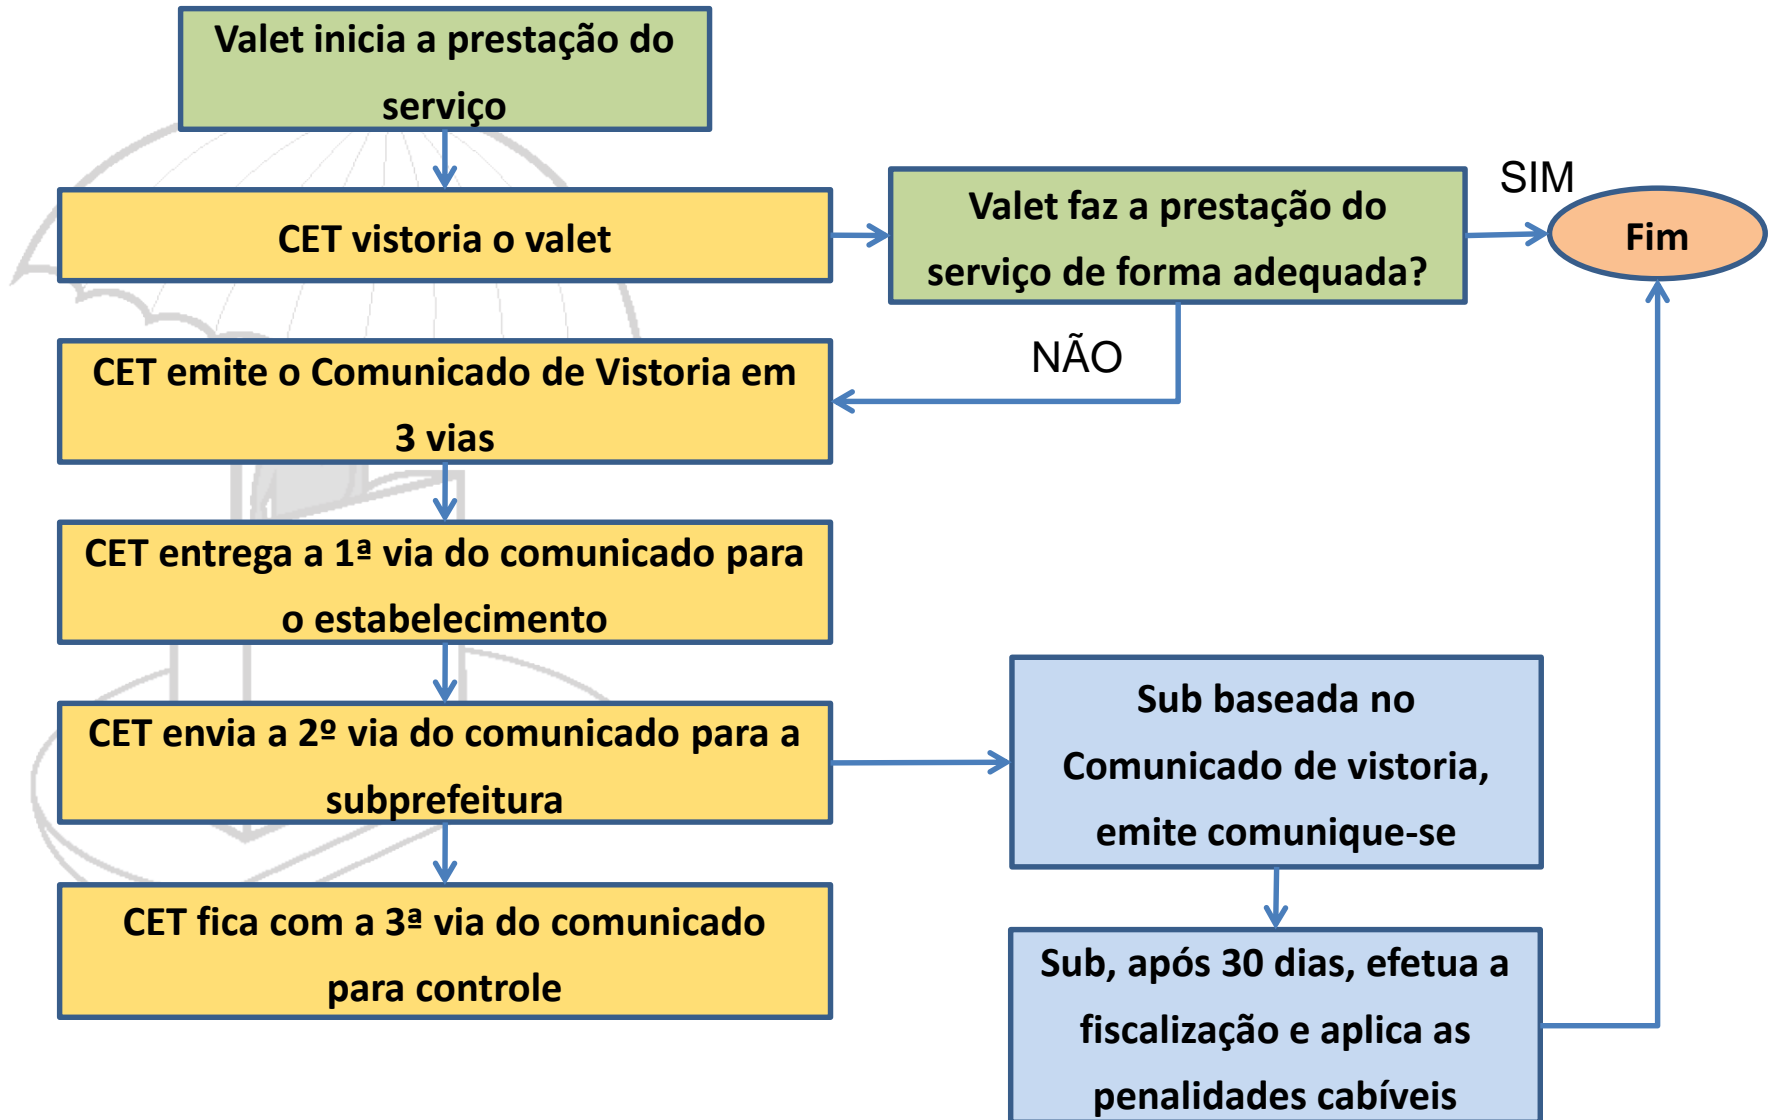 Valet inicia a prestação do
serviço
CET vistoria o valet
Valet faz a prestação do
serviço de forma adequada?
SIM
Fim
NÃO
CET emite o Comunicado de Vistoria em
3 vias
CET entrega a 1ª via do comunicado para
o estabelecimento
CET envia a 2º via do comunicado para a
subprefeitura
CET fica com a 3ª via do comunicado
para controle
Sub baseada no
Comunicado de vistoria,
emite comunique-se
Sub, após 30 dias, efetua a
fiscalização e aplica as
penalidades cabíveis